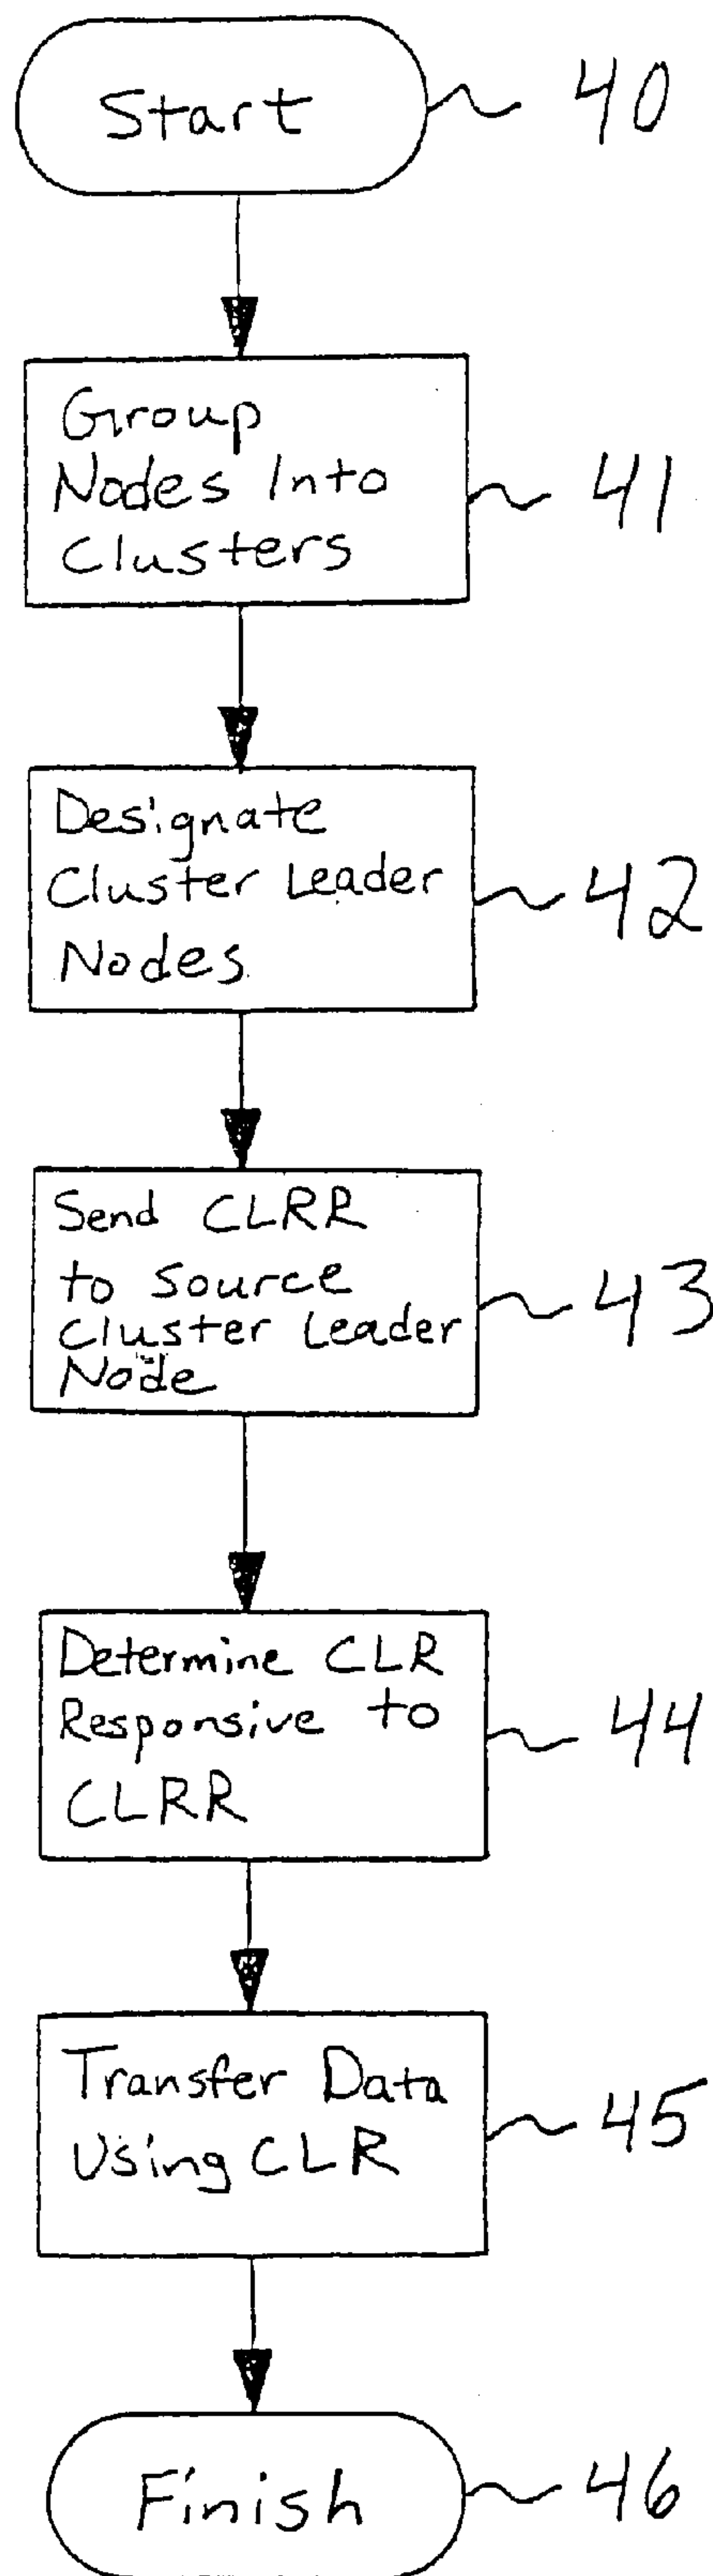 Start
40
Group
Nodes Into
Clusters
41
Designate
Cluster Leader
Nodes
42
Send CLRR
to Source
Cluster Leader
Node
43
Determine CLR
Responsive to
CLRR
44
Transfer Data
Using CLR
45
Finish
46